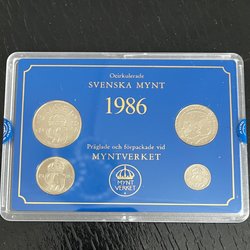 Ocirkulerade
SVENSKA MYNT
1986
Präglade och förpackade vid
MYNTVERKET
MYNT
VERKET